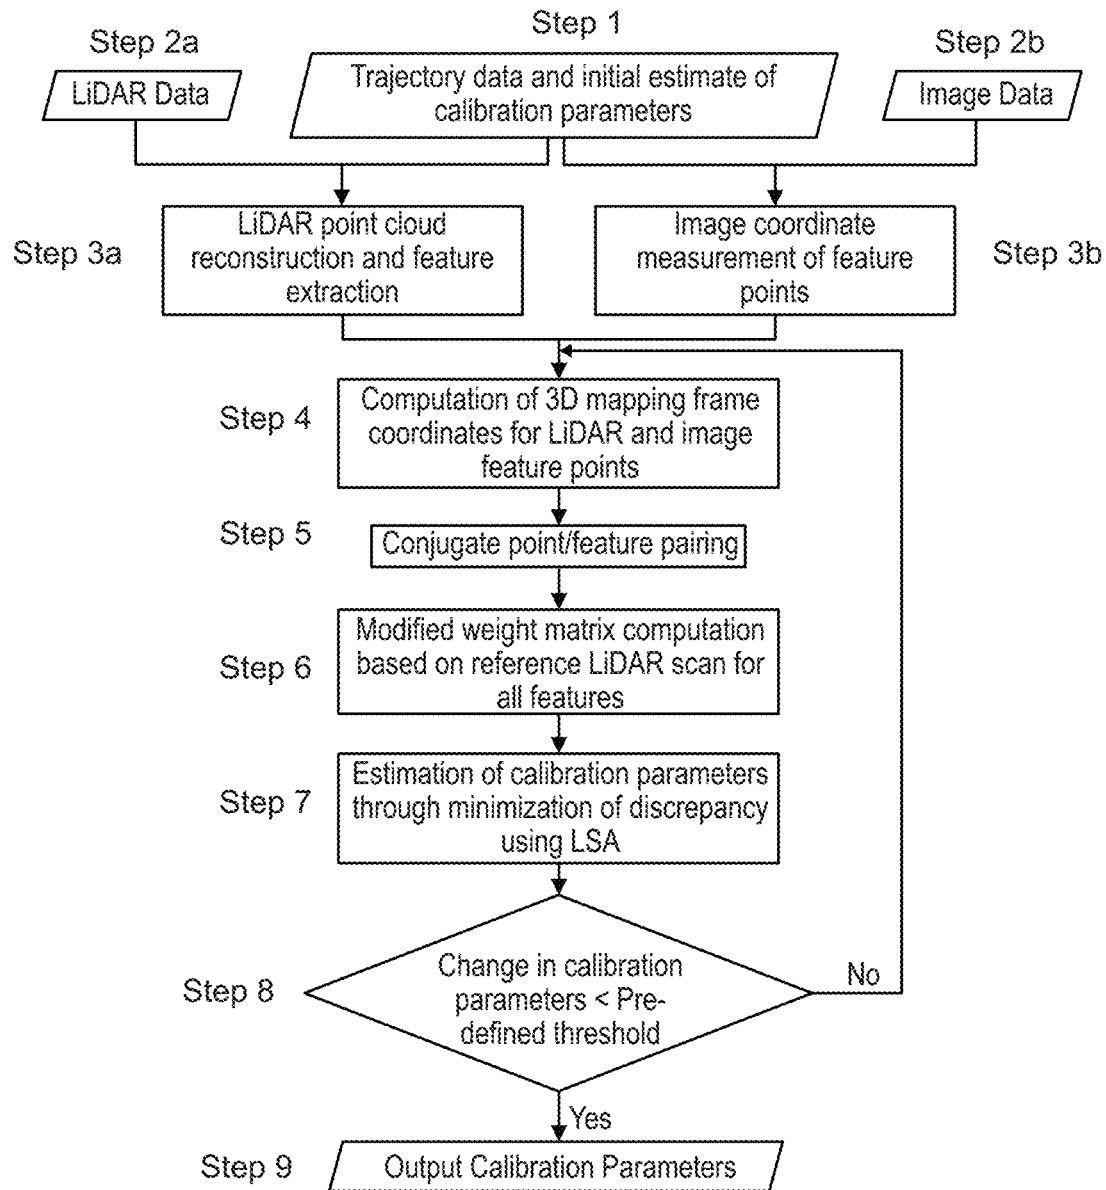 Step 1
Step 2a
Step 2b
LiDAR Data
Trajectory data and initial estimate of
calibration parameters
Image Data
Step 3a
LiDAR point cloud
reconstruction and feature
extraction
Image coordinate
measurement of feature
points
Step 3b
Step 4
Computation of 3D mapping frame
coordinates for LiDAR and image
feature points
Step 5
Conjugate point/feature pairing
Step 6
Modified weight matrix computation
based on reference LiDAR scan for
all features
Step 7
Estimation of calibration parameters
through minimization of discrepancy
using LSA
Step 8
Change in calibration
parameters < Pre-
defined threshold
No
Yes
Step 9
Output Calibration Parameters